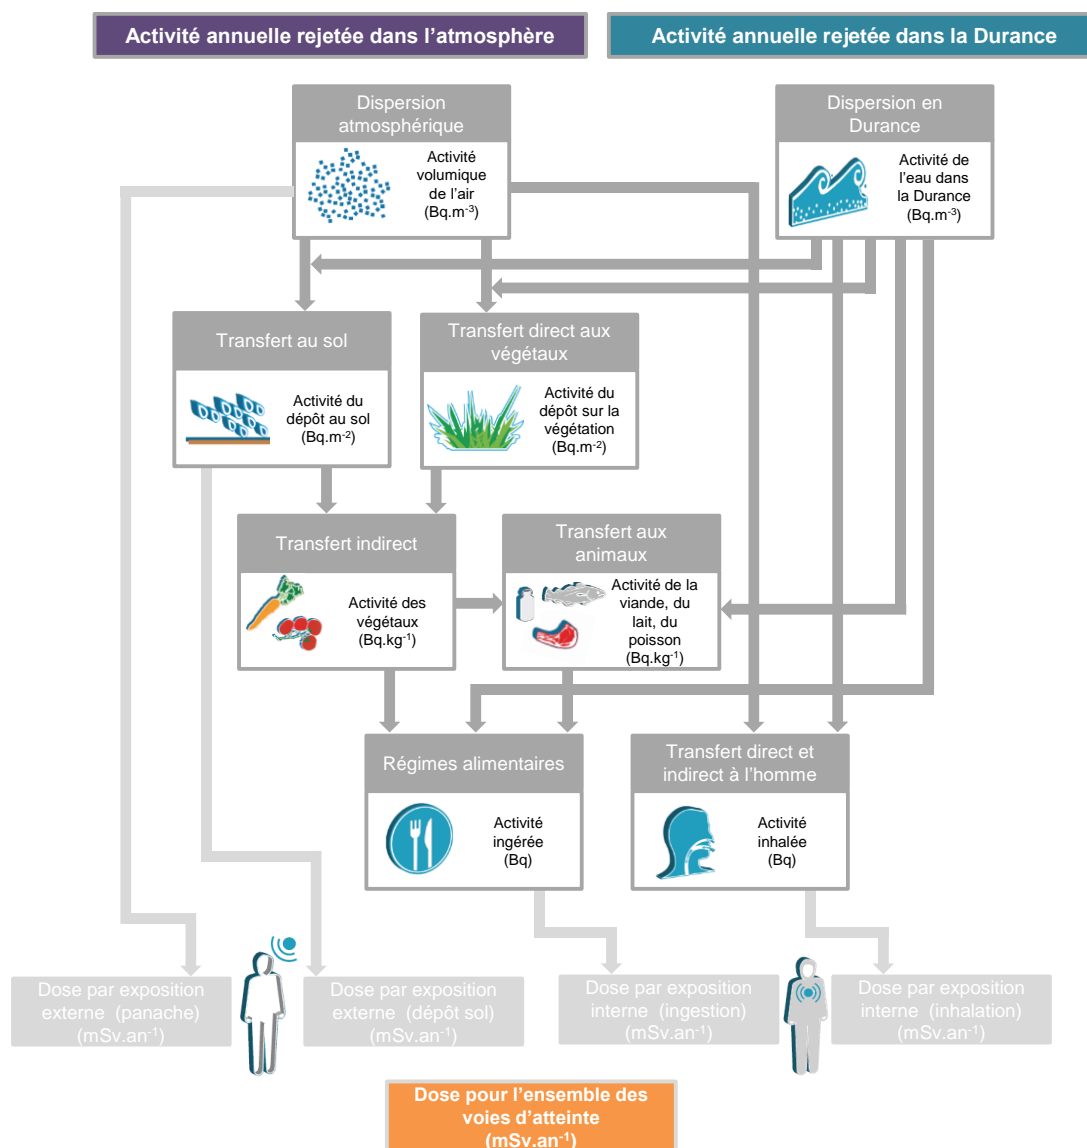 Activité annuelle rejetée dans l'atmosphère
Activité annuelle rejetée dans la Durance
Dispersion
atmosphérique
Activité
volumique
de l'air
(Bq.m⁻³)
Dispersion en
Durance
Activité de
l'eau dans
la Durance
(Bq.m⁻³)
Transfert au sol
Activité du
dépôt au sol
(Bq.m⁻²)
Transfert direct aux
végétaux
Activité du
dépôt sur la
végétation
(Bq.m⁻²)
Transfert indirect
Activité des
végétaux
(Bq.kg⁻¹)
Transfert aux
animaux
Activité de la
viande, du
lait, du
poisson
(Bq.kg⁻¹)
Régimes alimentaires
Activité
ingérée
(Bq)
Transfert direct et
indirect à l'homme
Activité
inhalée
(Bq)
Dose par exposition
externe (panache)
(mSv.an⁻¹)
Dose par exposition
externe (dépôt sol)
(mSv.an⁻¹)
Dose par exposition
interne (ingestion)
(mSv.an⁻¹)
Dose par exposition
interne (inhalation)
(mSv.an⁻¹)
Dose pour l'ensemble des
voies d'atteinte
(mSv.an⁻¹)